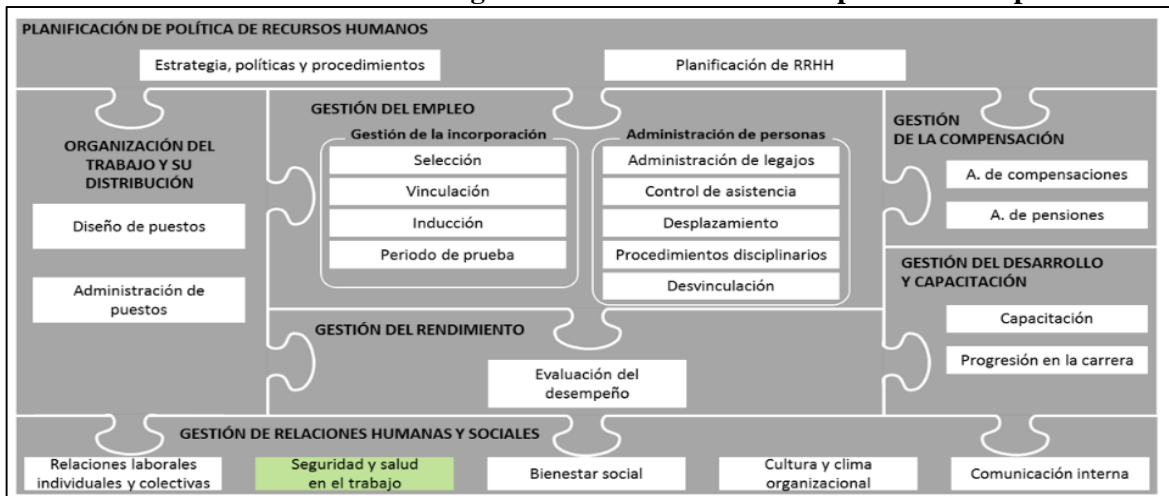 PLANIFICACIÓN DE POLÍTICA DE RECURSOS HUMANOS
Estrategia, políticas y procedimientos
Planificación de RRHH
ORGANIZACIÓN DEL
TRABAJO Y SU
DISTRIBUCIÓN
Diseño de puestos
Administración de
puestos
GESTIÓN DEL EMPLEO
Gestión de la incorporación
Selección
Vinculación
Inducción
Periodo de prueba
Administración de personas
Administración de legajos
Control de asistencia
Desplazamiento
Procedimientos disciplinarios
Desvinculación
GESTIÓN
DE LA COMPENSACIÓN
A. de compensaciones
A. de pensiones
GESTIÓN DEL RENDIMIENTO
Evaluación del
desempeño
GESTIÓN DEL DESARROLLO
Y CAPACITACIÓN
Capacitación
Progresión en la carrera
GESTIÓN DE RELACIONES HUMANAS Y SOCIALES
Relaciones laborales
individuales y colectivas
Seguridad y salud
en el trabajo
Bienestar social
Cultura y clima
organizacional
Comunicación interna